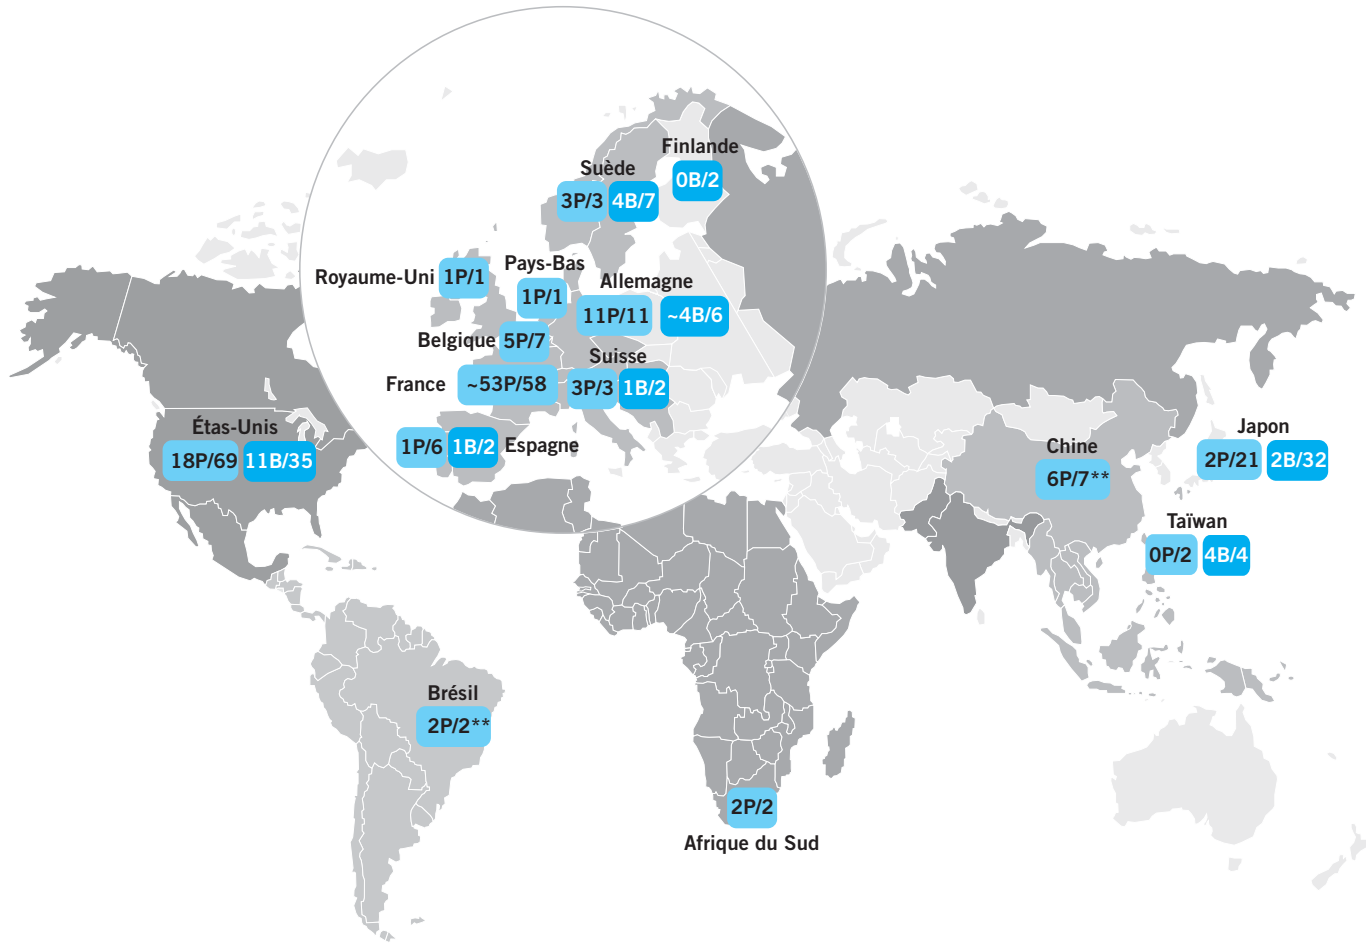 Finlande
0B/2
Suède
3P/3 4B/7
Royaume-Uni 1P/1
Pays-Bas
1P/1
Allemagne
11P/11 ~4B/6
Belgique 5P/7
Suisse
3P/3 1B/2
France ~53P/58
1P/6 1B/2 Espagne
Étas-Unis
18P/69 11B/35
Chine
6P/7**
Japon
2P/21 2B/32
Taïwan
0P/2 4B/4
Brésil
2P/2**
2P/2
Afrique du Sud